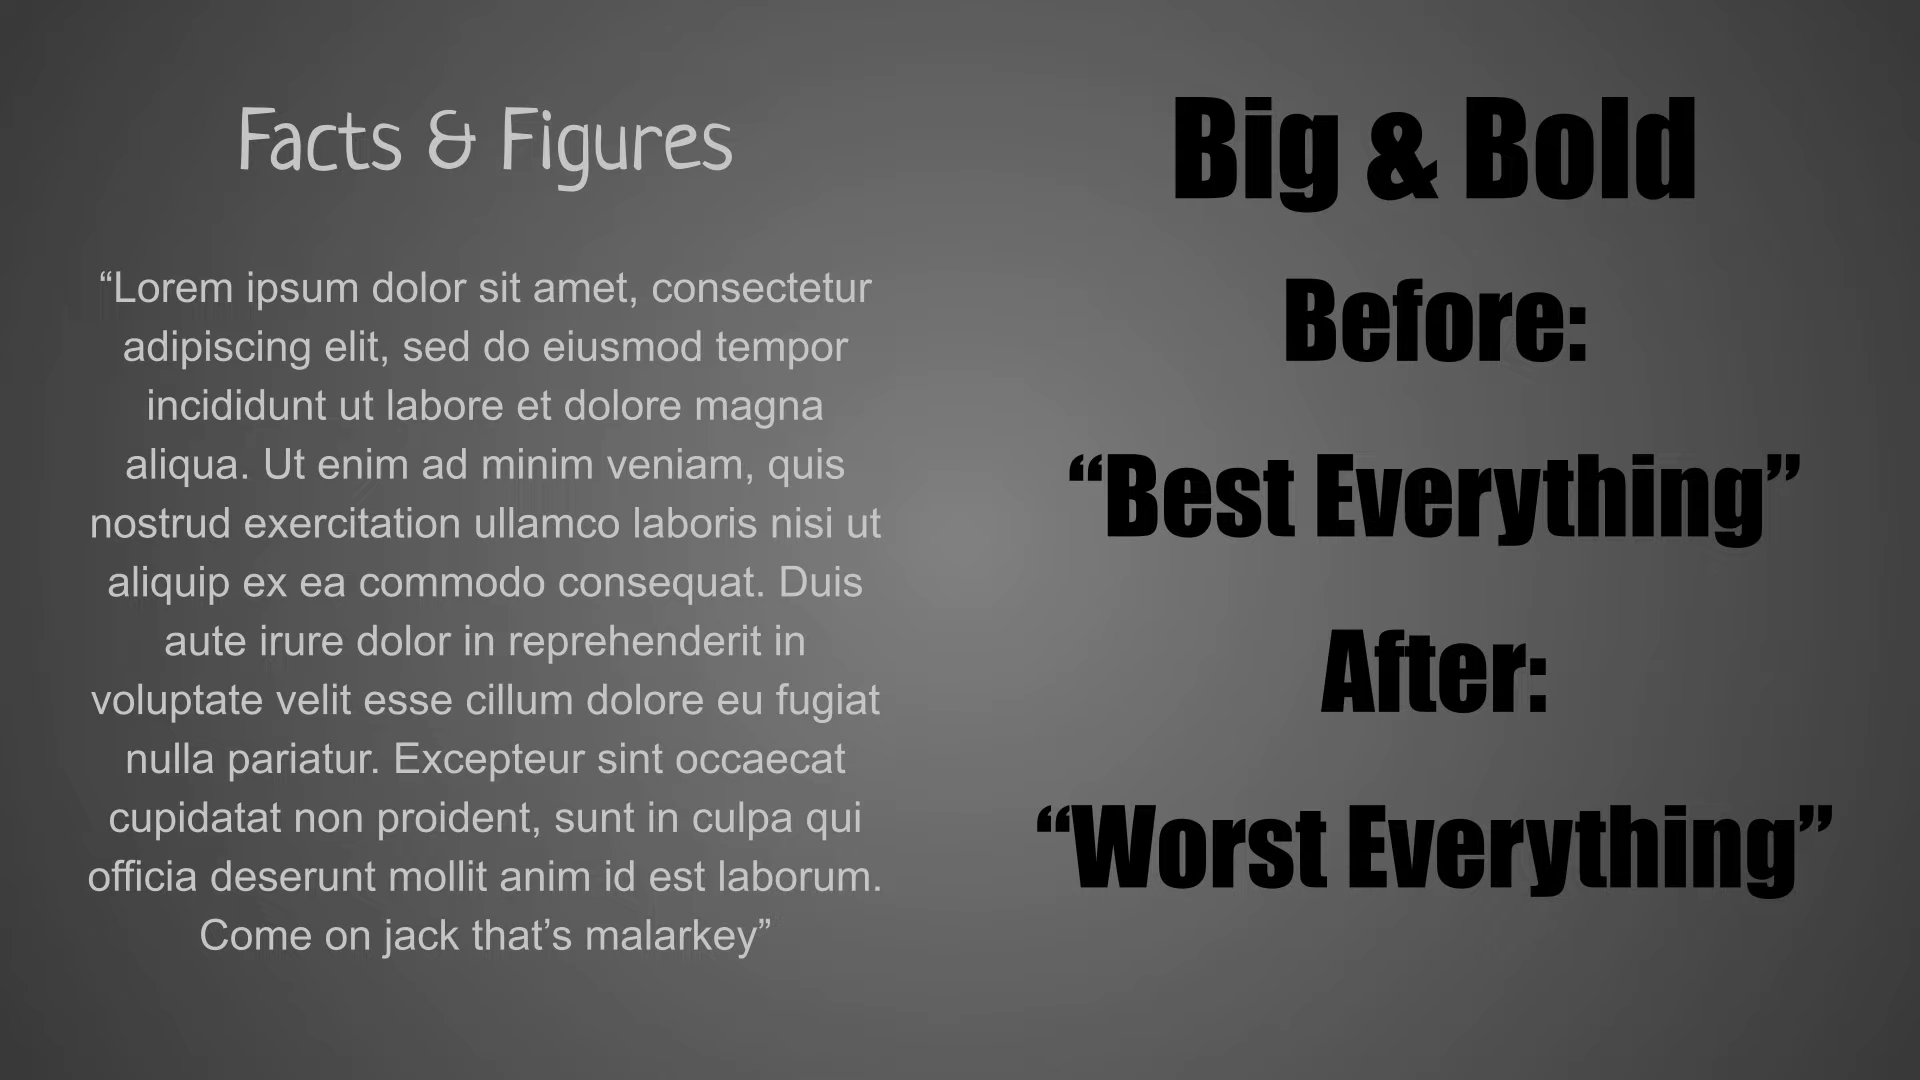 Facts & Figures
“Lorem ipsum dolor sit amet, consectetur
adipiscing elit, sed do eiusmod tempor
incididunt ut labore et dolore magna
aliqua. Ut enim ad minim veniam, quis
nostrud exercitation ullamco laboris nisi ut
aliquip ex ea commodo consequat. Duis
aute irure dolor in reprehenderit in
voluptate velit esse cillum dolore eu fugiat
nulla pariatur. Excepteur sint occaecat
cupidatat non proident, sunt in culpa qui
officia deserunt mollit anim id est laborum.
Come on jack that’s malarkey”
Big & Bold
Before:
“Best Everything”
After:
“Worst Everything”